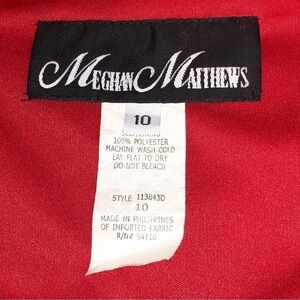 MEGHAN MATTHEWS
10
100% POLYESTER
MACHINE WASH COLD
LAY FLAT TO DRY
DO NOT BLEACH
STYLE 113843D
10
MADE IN PHILIPPINES
OF IMPORTED FABRIC
R/N# 94110